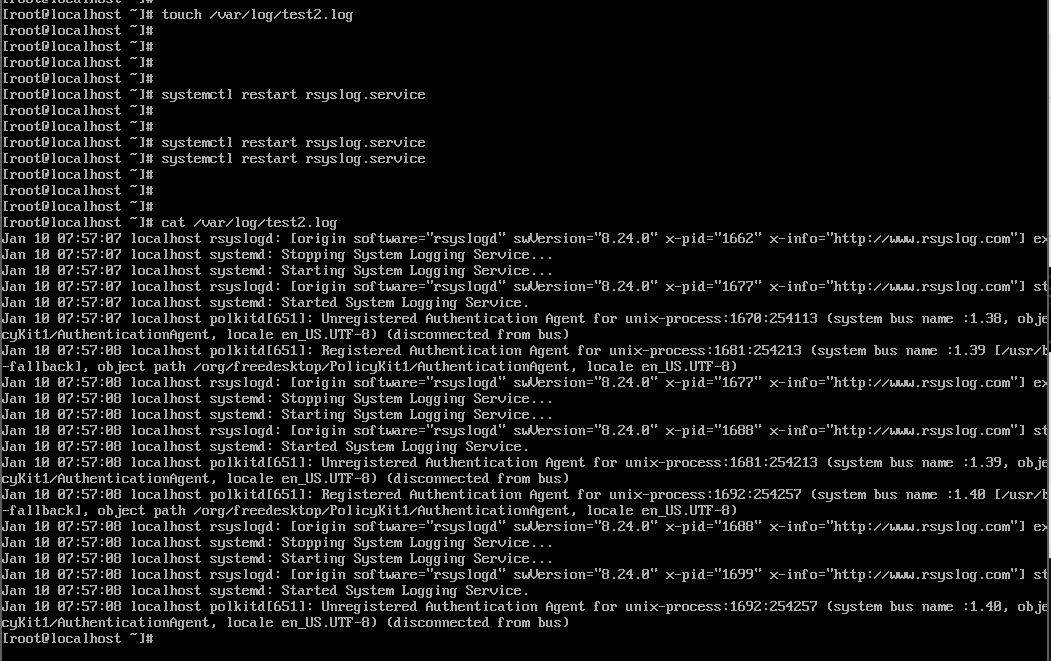 [root@localhost ~]#
[root@localhost ~]# touch /var/log/test2.log
[root@localhost ~]#
[root@localhost ~]#
[root@localhost ~]#
[root@localhost ~]#
[root@localhost ~]# systemctl restart rsyslog.service
[root@localhost ~]#
[root@localhost ~]#
[root@localhost ~]# systemctl restart rsyslog.service
[root@localhost ~]# systemctl restart rsyslog.service
[root@localhost ~]#
[root@localhost ~]#
[root@localhost ~]#
[root@localhost ~]# cat /var/log/test2.log
Jan 10 07:57:07 localhost rsyslogd: [origin software="rsyslogd" swVersion="8.24.0" x-pid="1662" x-info="http://www.rsyslog.com"] ex
Jan 10 07:57:07 localhost systemd: Stopping System Logging Service...
Jan 10 07:57:07 localhost systemd: Starting System Logging Service...
Jan 10 07:57:07 localhost rsyslogd: [origin software="rsyslogd" swVersion="8.24.0" x-pid="1677" x-info="http://www.rsyslog.com"] st
Jan 10 07:57:07 localhost systemd: Started System Logging Service.
Jan 10 07:57:07 localhost polkitd[651]: Unregistered Authentication Agent for unix-process:1670:254113 (system bus name :1.38, obje
cyKit1/AuthenticationAgent, locale en_US.UTF-8) (disconnected from bus)
Jan 10 07:57:08 localhost polkitd[651]: Registered Authentication Agent for unix-process:1681:254213 (system bus name :1.39 [/usr/b
-fallback], object path /org/freedesktop/PolicyKit1/AuthenticationAgent, locale en_US.UTF-8)
Jan 10 07:57:08 localhost rsyslogd: [origin software="rsyslogd" swVersion="8.24.0" x-pid="1677" x-info="http://www.rsyslog.com"] ex
Jan 10 07:57:08 localhost systemd: Stopping System Logging Service...
Jan 10 07:57:08 localhost systemd: Starting System Logging Service...
Jan 10 07:57:08 localhost rsyslogd: [origin software="rsyslogd" swVersion="8.24.0" x-pid="1688" x-info="http://www.rsyslog.com"] st
Jan 10 07:57:08 localhost systemd: Started System Logging Service.
Jan 10 07:57:08 localhost polkitd[651]: Unregistered Authentication Agent for unix-process:1681:254213 (system bus name :1.39, obje
cyKit1/AuthenticationAgent, locale en_US.UTF-8) (disconnected from bus)
Jan 10 07:57:08 localhost polkitd[651]: Registered Authentication Agent for unix-process:1692:254257 (system bus name :1.40 [/usr/b
-fallback], object path /org/freedesktop/PolicyKit1/AuthenticationAgent, locale en_US.UTF-8)
Jan 10 07:57:08 localhost rsyslogd: [origin software="rsyslogd" swVersion="8.24.0" x-pid="1688" x-info="http://www.rsyslog.com"] ex
Jan 10 07:57:08 localhost systemd: Stopping System Logging Service...
Jan 10 07:57:08 localhost systemd: Starting System Logging Service...
Jan 10 07:57:08 localhost rsyslogd: [origin software="rsyslogd" swVersion="8.24.0" x-pid="1699" x-info="http://www.rsyslog.com"] st
Jan 10 07:57:08 localhost systemd: Started System Logging Service.
Jan 10 07:57:08 localhost polkitd[651]: Unregistered Authentication Agent for unix-process:1692:254257 (system bus name :1.40, obje
cyKit1/AuthenticationAgent, locale en_US.UTF-8) (disconnected from bus)
[root@localhost ~]#